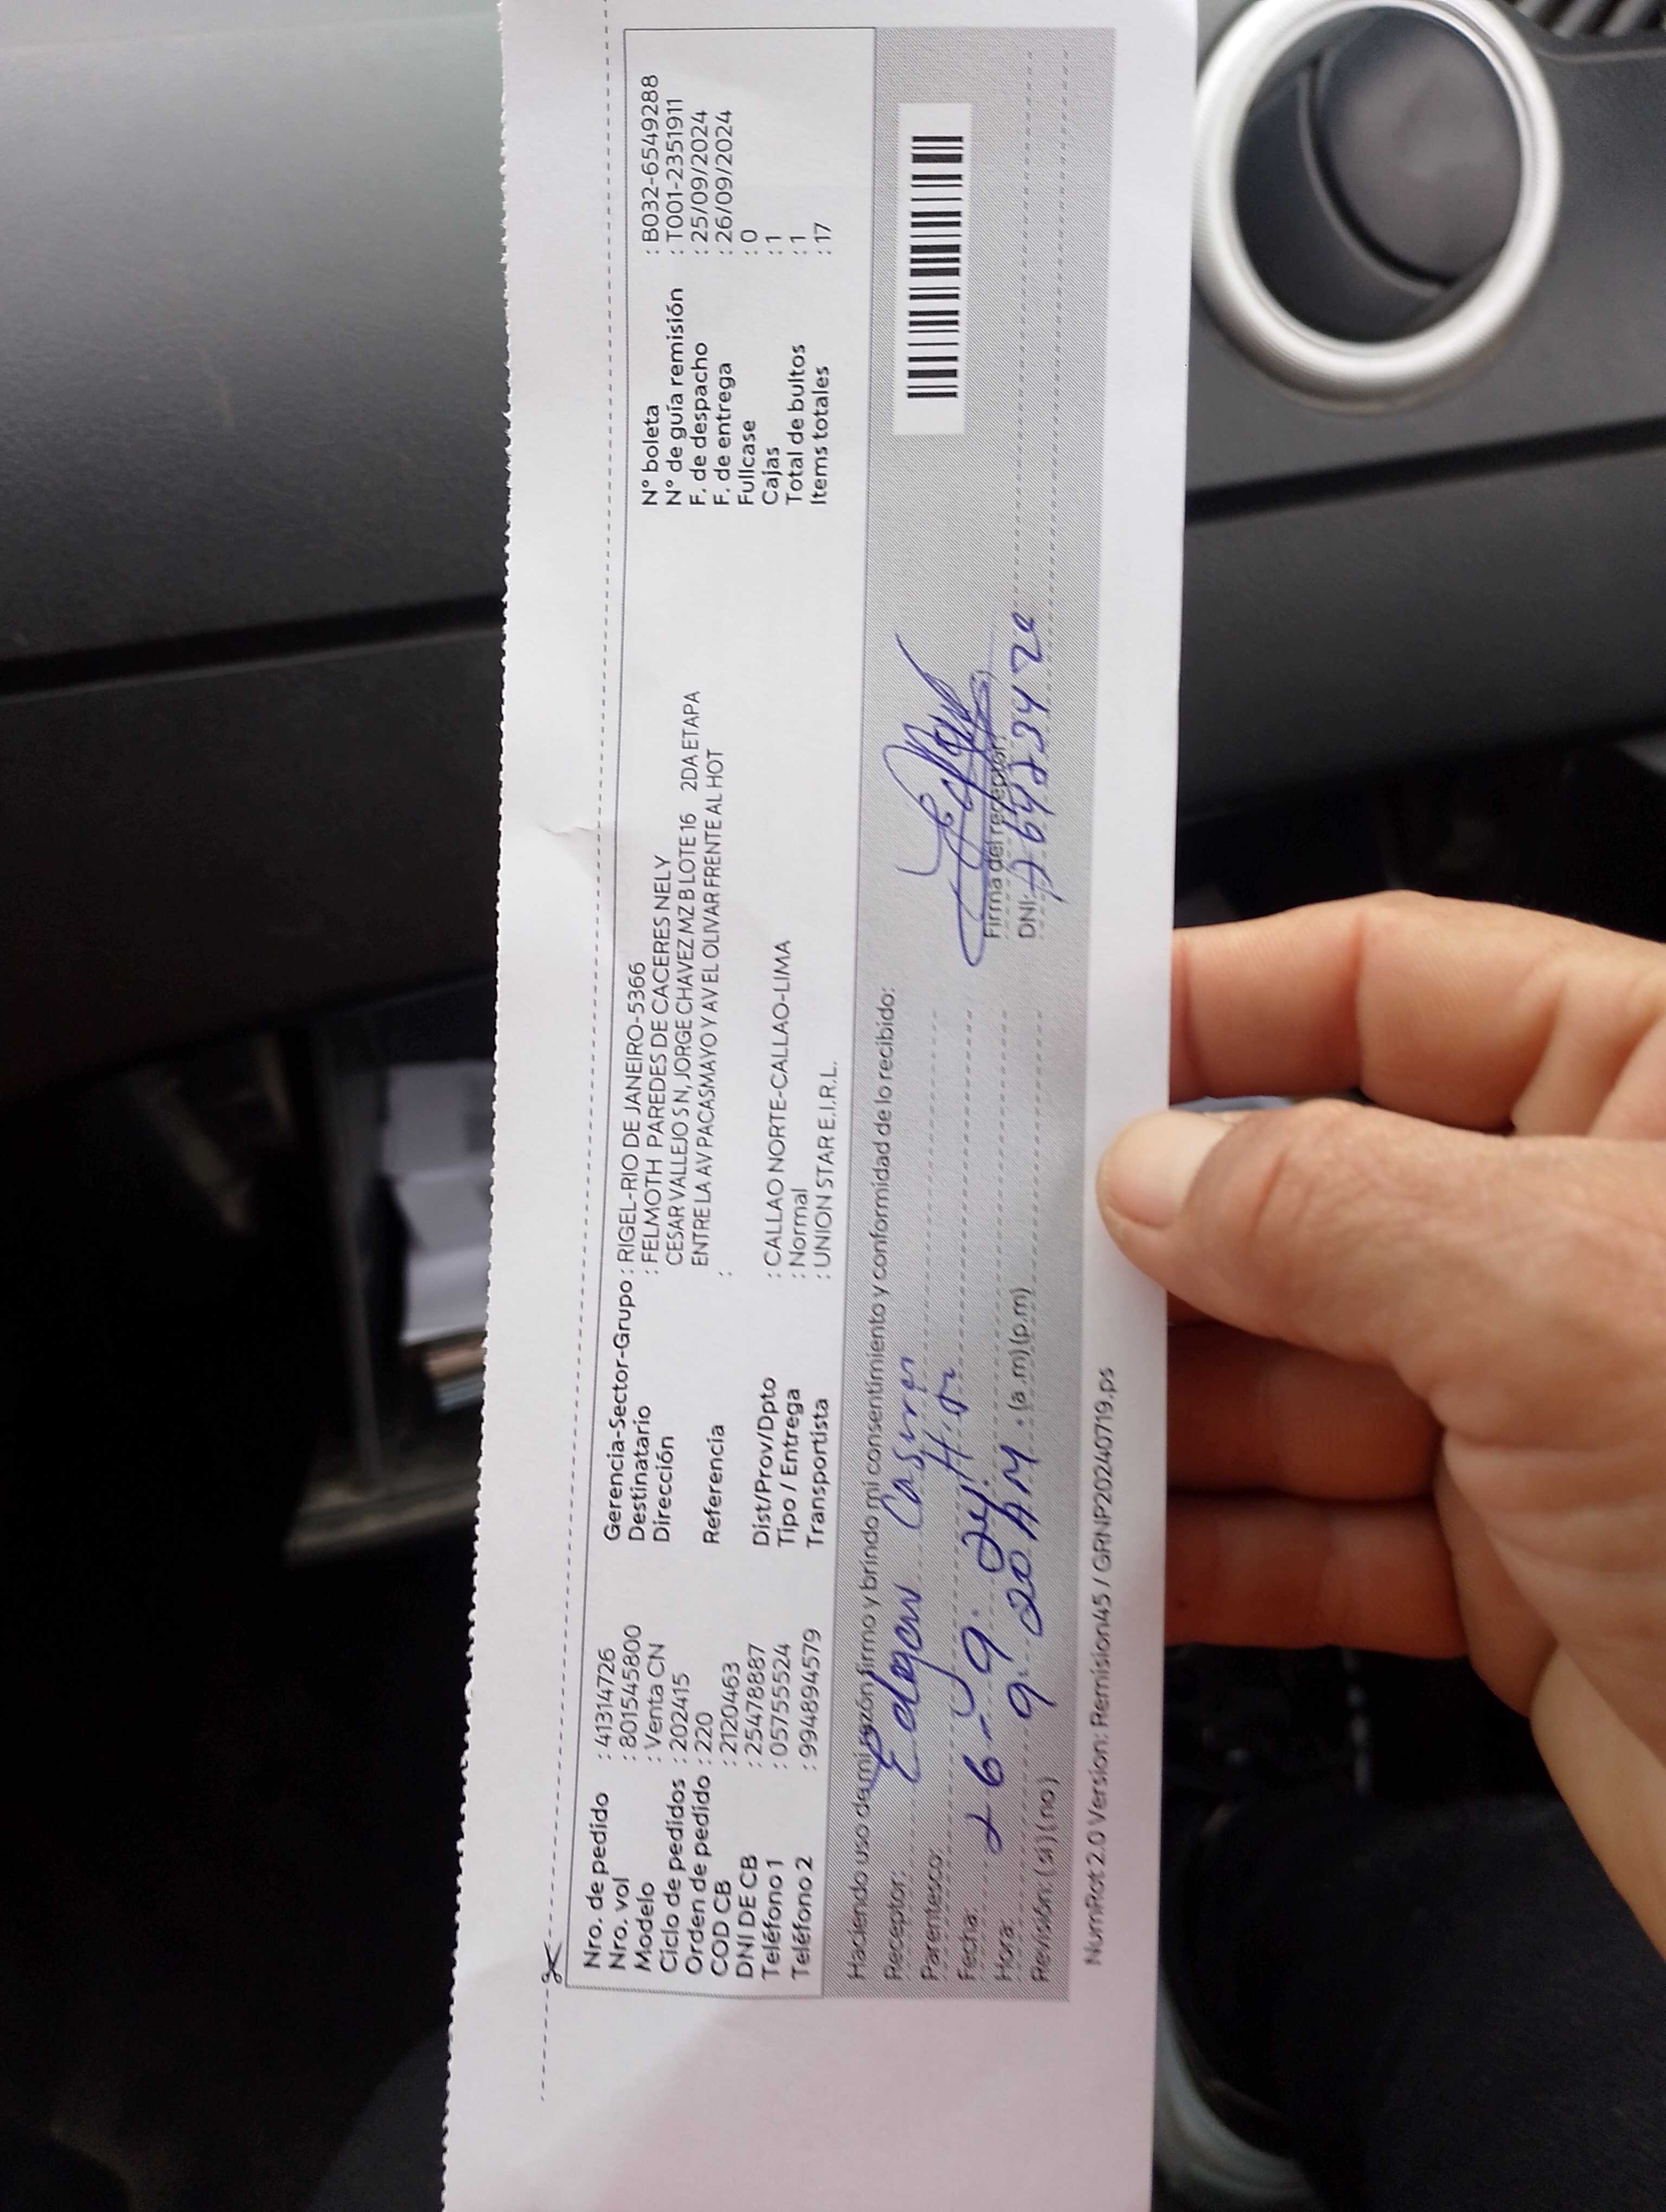 Nro. de pedido : 41314726
Nro. vol : 801545800
Modelo : Venta CN
Ciclo de pedidos : 202415
Orden de pedido : 220
COD CB : 2120463
DNI DE CB : 25478887
Teléfono 1 : 05755524
Teléfono 2 : 994894579
Gerencia-Sector-Grupo : RIGEL-RIO DE JANEIRO-5366
Destinatario : FELMOTH PAREDES DE CACERES NELY
Dirección CESAR VALLEJO S N, JORGE CHAVEZ MZ B LOTE 16 2DA ETAPA
ENTRE LA AV PACASMAYO Y AV EL OLIVAR FRENTE AL HOT
Referencia :
Dist/Prov/Dpto : CALLAO NORTE-CALLAO-LIMA
Tipo / Entrega : Normal
Transportista : UNION STAR E.I.R.L.
N° boleta : B032-6549288
N° de guía remisión : T001-2351911
F. de despacho : 25/09/2024
F. de entrega : 26/09/2024
Fullcase : 0
Cajas : 1
Total de bultos : 1
Items totales : 17
Haciendo uso de mi razón firmo y brindo mi consentimiento y conformidad de lo recibido:
Receptor:
Parentesco:
Fecha: 26-9-24
Hora: 9:20 A.M. (a.m) (p.m)
Revisión: (si) (no)
Firma del receptor
DNI:
NumRot 2.0 Version: Remision45 / GRNP20240719.ps